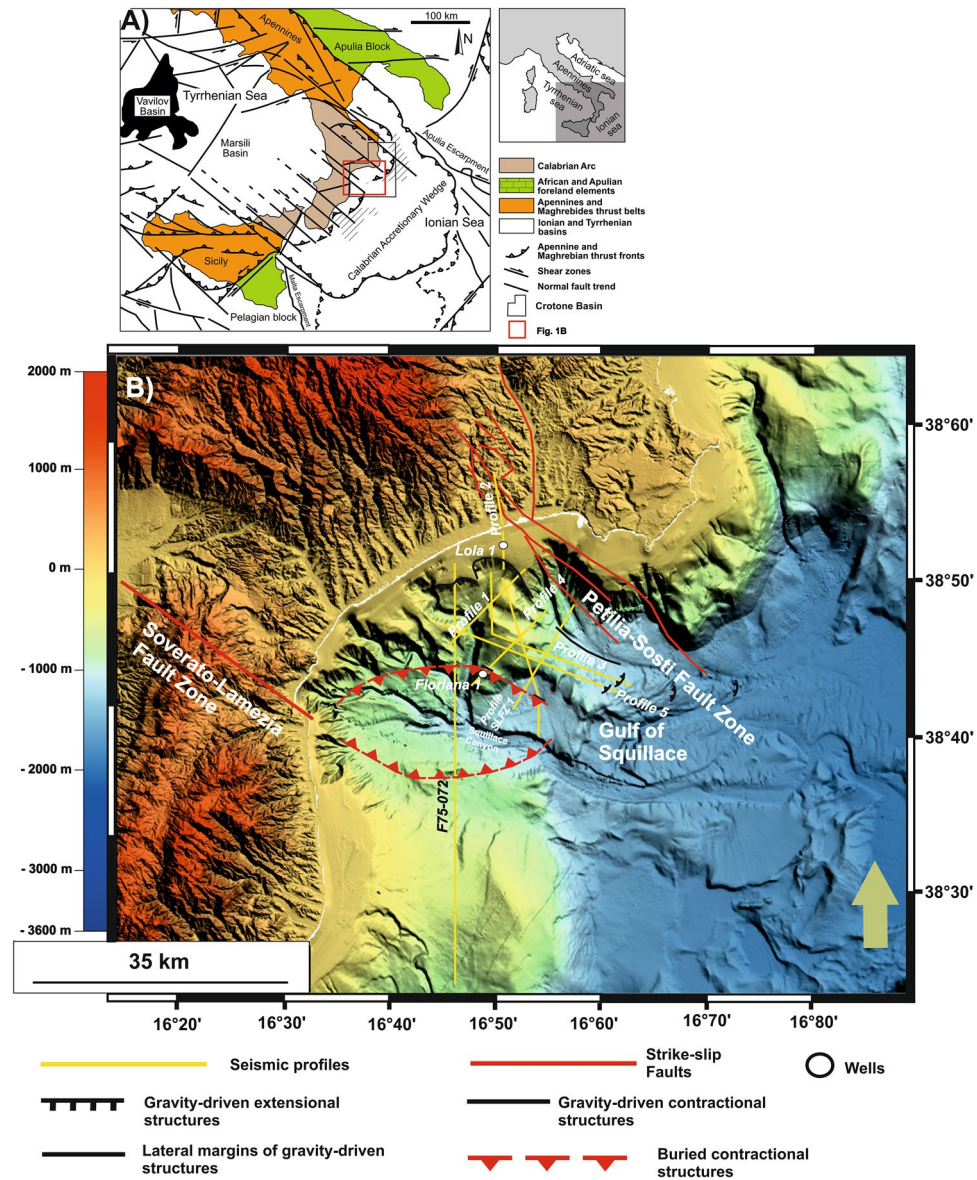 A)
100 km
N
Apennines
Apulia Block
Vavilov
Basin
Tyrrhenian Sea
Marsili
Basin
Apulia Escarpment
Calabrian Accretionary Wedge
Ionian Sea
Sicily
Malta Escarpment
Pelagian block
Adriatic sea
Apennines
Tyrrhenian
sea
Ionian
sea
Calabrian Arc
African and Apulian
foreland elements
Apennines and
Maghrebides thrust belts
Ionian and Tyrrhenian
basins
Apennine and
Maghrebian thrust fronts
Shear zones
Normal fault trend
Crotone Basin
Fig. 1B
B)
2000 m
1000 m
0 m
- 1000 m
- 2000 m
- 3000 m
- 3600 m
38°60'
38°50'
38°40'
38°30'
Profile 2
Lola 1
Profile 1
Profile 4
Petilia-Sosti Fault Zone
Profile 3
Profile 5
Soverato-Lamezia
Fault Zone
Floriana 1
Profile
SLFZ 1
Squillace
Canyon
Gulf of
Squillace
F75-072
35 km
16°20'
16°30'
16°40'
16°50'
16°60'
16°70'
16°80'
Seismic profiles
Strike-slip
Faults
Wells
Gravity-driven extensional
structures
Gravity-driven contractional
structures
Lateral margins of gravity-driven
structures
Buried contractional
structures